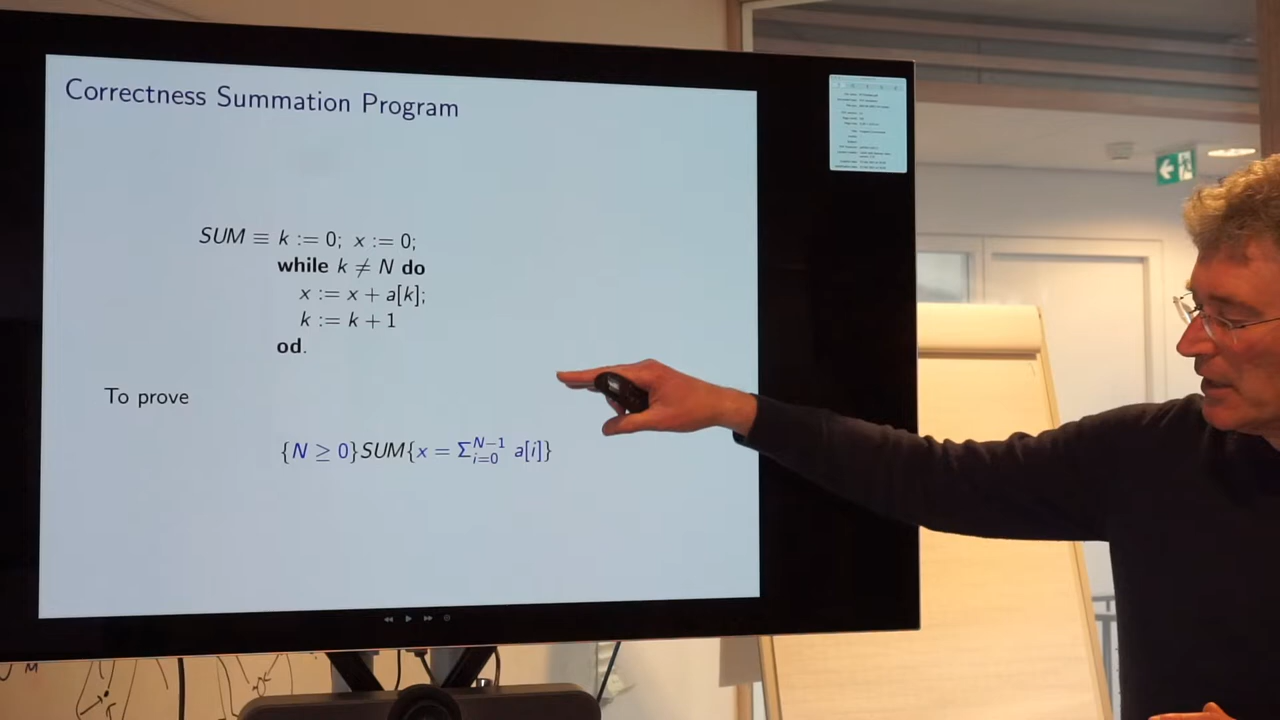 Correctness Summation Program
SUM ≡ k := 0; x := 0;
while k ≠ N do
x := x + a[k];
k := k + 1
od.
To prove
{N ≥ 0}SUM{x = Σ_{i=0}^{N−1} a[i]}